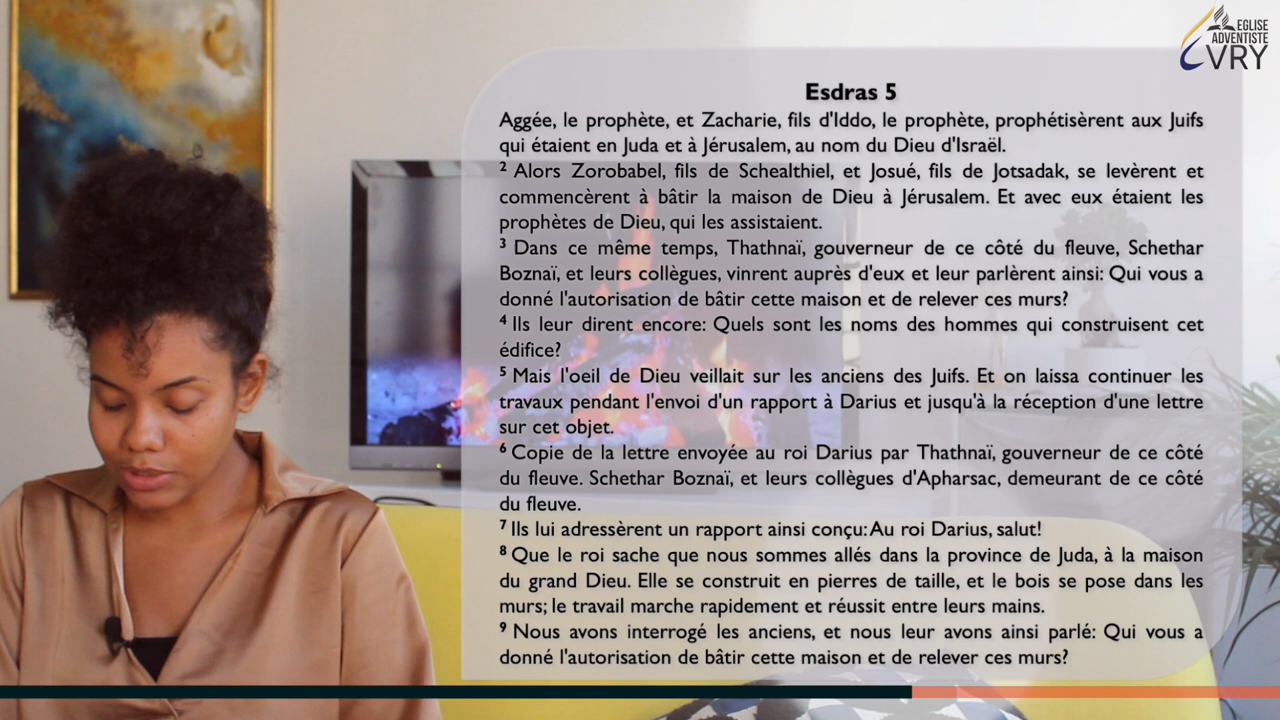 EGLISE
ADVENTISTE
VRY
Esdras 5
Aggée, le prophète, et Zacharie, fils d'Iddo, le prophète, prophétisèrent aux Juifs
qui étaient en Juda et à Jérusalem, au nom du Dieu d'Israël.
2 Alors Zorobabel, fils de Schealthiel, et Josué, fils de Jotsadak, se levèrent et
commencèrent à bâtir la maison de Dieu à Jérusalem. Et avec eux étaient les
prophètes de Dieu, qui les assistaient.
3 Dans ce même temps, Thathnaï, gouverneur de ce côté du fleuve, Schethar
Boznaï, et leurs collègues, vinrent auprès d'eux et leur parlèrent ainsi: Qui vous a
donné l'autorisation de bâtir cette maison et de relever ces murs?
4 Ils leur dirent encore: Quels sont les noms des hommes qui construisent cet
édifice?
5 Mais l'oeil de Dieu veillait sur les anciens des Juifs. Et on laissa continuer les
travaux pendant l'envoi d'un rapport à Darius et jusqu'à la réception d'une lettre
sur cet objet.
6 Copie de la lettre envoyée au roi Darius par Thathnaï, gouverneur de ce côté
du fleuve. Schethar Boznaï, et leurs collègues d'Apharsac, demeurant de ce côté
du fleuve.
7 Ils lui adressèrent un rapport ainsi conçu: Au roi Darius, salut!
8 Que le roi sache que nous sommes allés dans la province de Juda, à la maison
du grand Dieu. Elle se construit en pierres de taille, et le bois se pose dans les
murs; le travail marche rapidement et réussit entre leurs mains.
9 Nous avons interrogé les anciens, et nous leur avons ainsi parlé: Qui vous a
donné l'autorisation de bâtir cette maison et de relever ces murs?